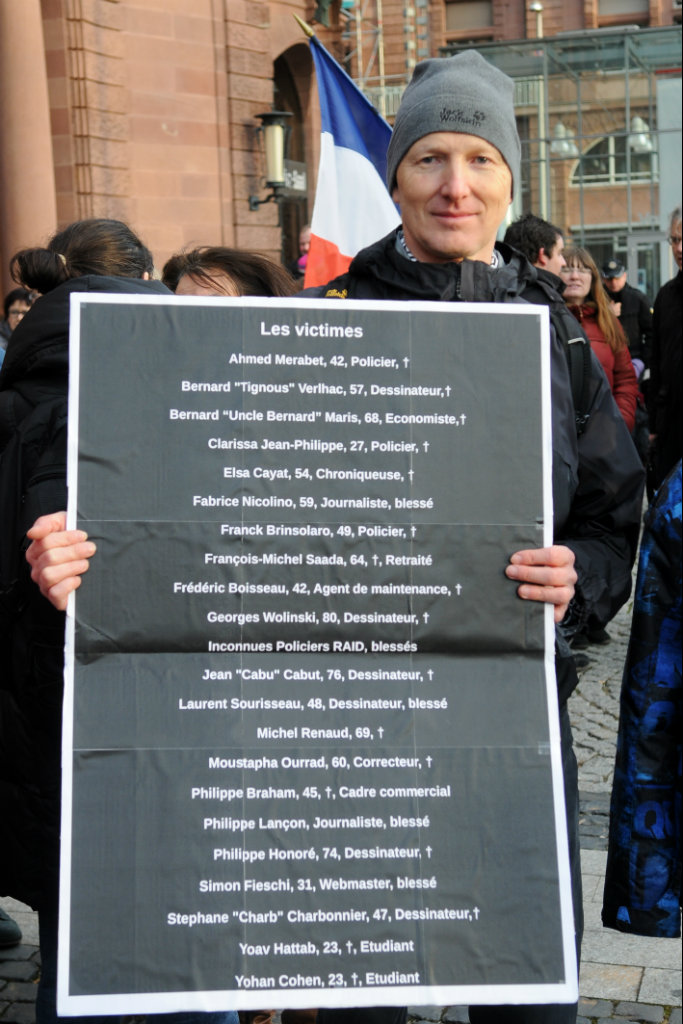 Jack
Wolfskin
Les victimes
Ahmed Merabet, 42, Policier, †
Bernard "Tignous" Verlhac, 57, Dessinateur,†
Bernard “Uncle Bernard” Maris, 68, Economiste,†
Clarissa Jean-Philippe, 27, Policier, †
Elsa Cayat, 54, Chroniqueuse, †
Fabrice Nicolino, 59, Journaliste, blessé
Franck Brinsolaro, 49, Policier, †
François-Michel Saada, 64, †, Retraité
Frédéric Boisseau, 42, Agent de maintenance, †
Georges Wolinski, 80, Dessinateur, †
Inconnues Policiers RAID, blessés
Jean "Cabu" Cabut, 76, Dessinateur, †
Laurent Sourisseau, 48, Dessinateur, blessé
Michel Renaud, 69, †
Moustapha Ourrad, 60, Correcteur, †
Philippe Braham, 45, †, Cadre commercial
Philippe Lançon, Journaliste, blessé
Philippe Honoré, 74, Dessinateur, †
Simon Fieschi, 31, Webmaster, blessé
Stephane "Charb" Charbonnier, 47, Dessinateur,†
Yoav Hattab, 23, †, Etudiant
Yohan Cohen, 23, †, Etudiant